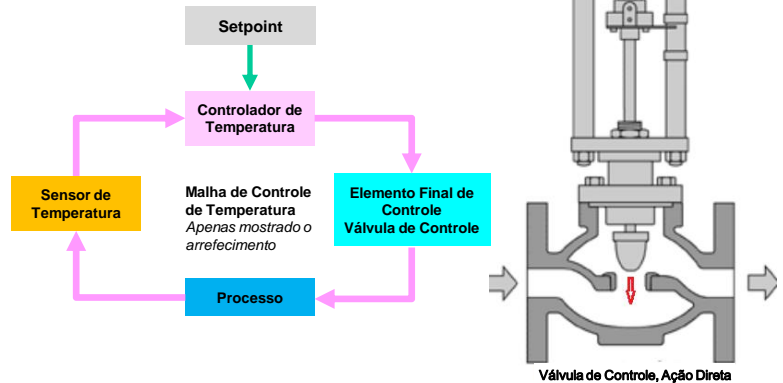 Setpoint
Controlador de
Temperatura
Sensor de
Temperatura
Malha de Controle
de Temperatura
Apenas mostrado o
arrefecimento
Elemento Final de
Controle
Válvula de Controle
Processo
Válvula de Controle, Ação Direta